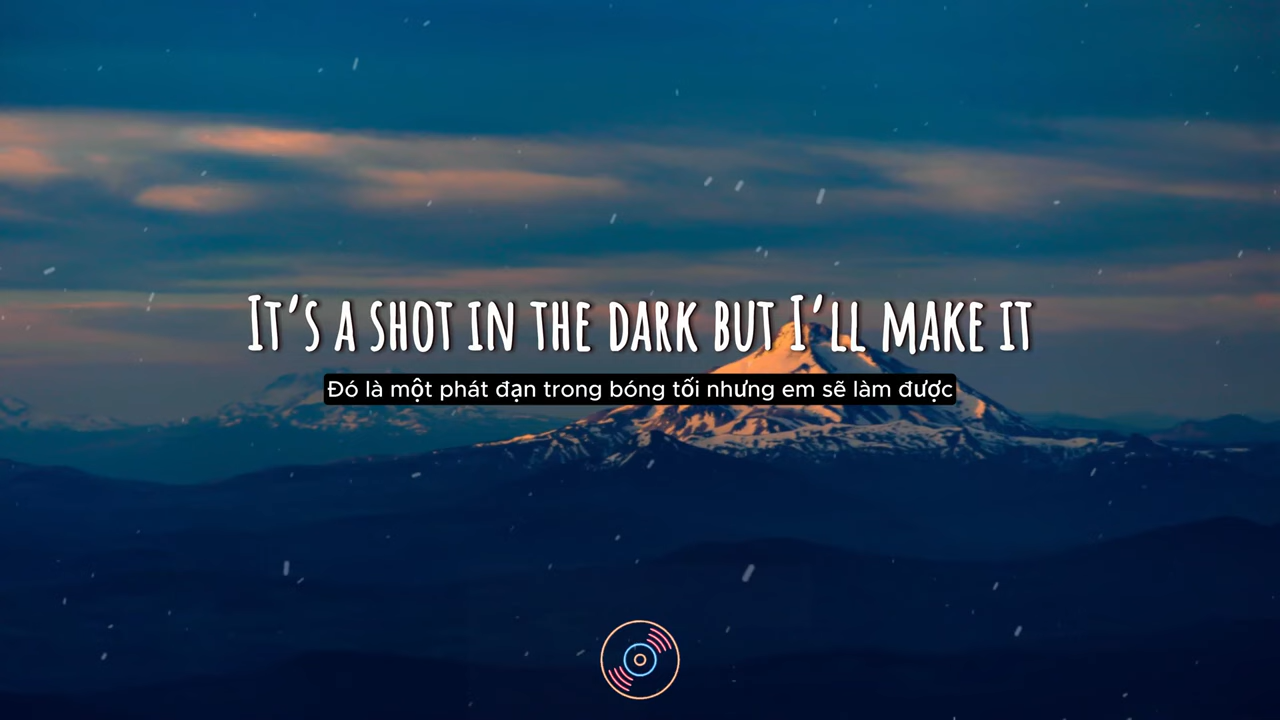 It's a shot in the dark but I'll make it
Đó là một phát đạn trong bóng tối nhưng em sẽ làm được